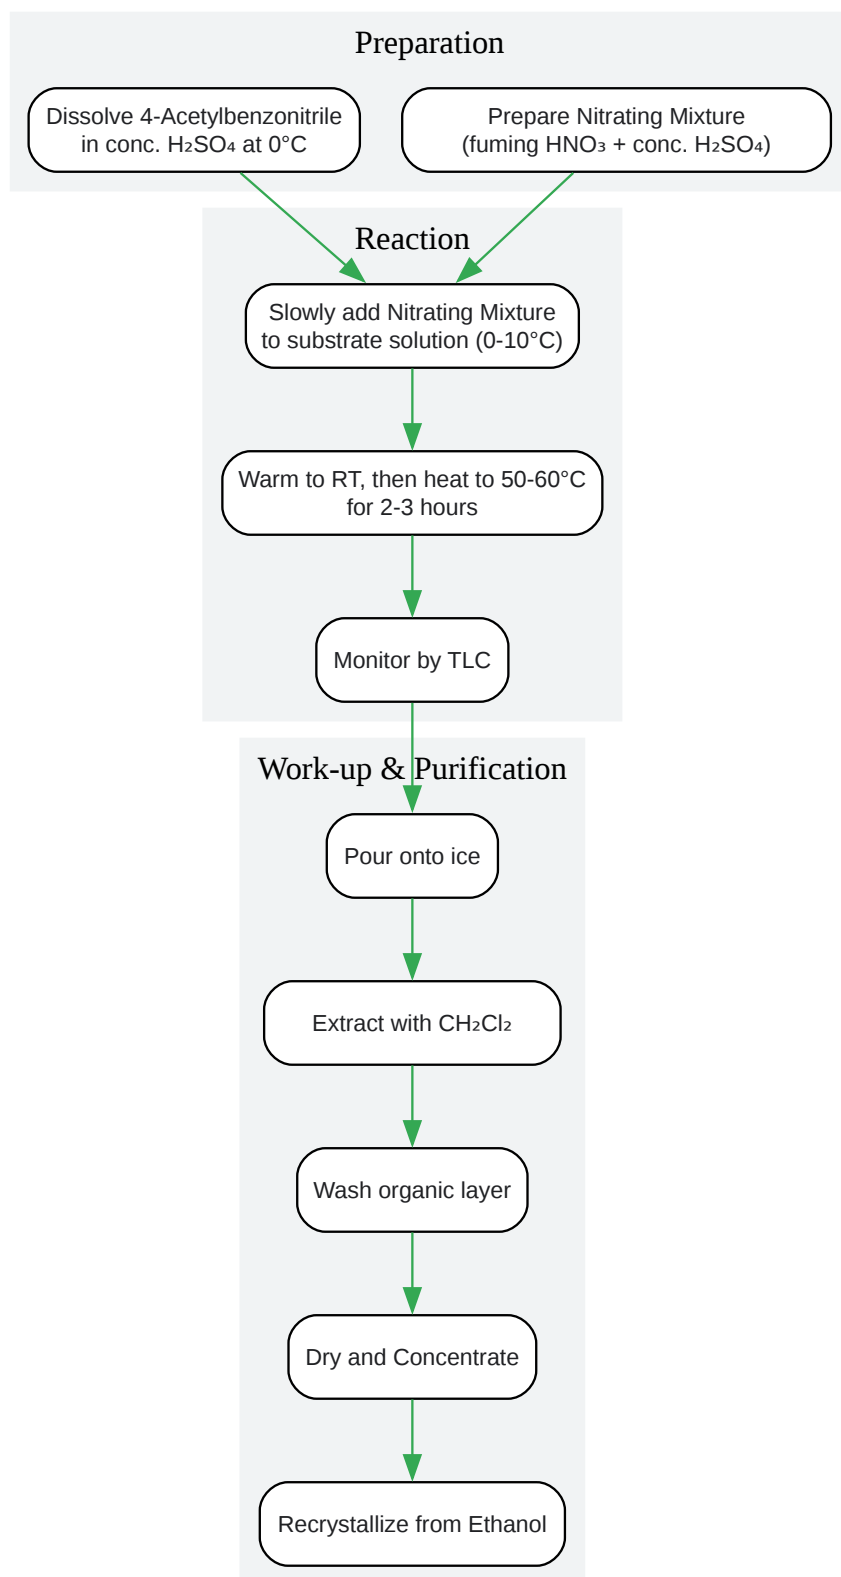 Preparation
Dissolve 4-Acetylbenzonitrile
in conc. H₂SO₄ at 0°C
Prepare Nitrating Mixture
(fuming HNO₃ + conc. H₂SO₄)
Reaction
Slowly add Nitrating Mixture
to substrate solution (0-10°C)
Warm to RT, then heat to 50-60°C
for 2-3 hours
Monitor by TLC
Work-up & Purification
Pour onto ice
Extract with CH₂Cl₂
Wash organic layer
Dry and Concentrate
Recrystallize from Ethanol